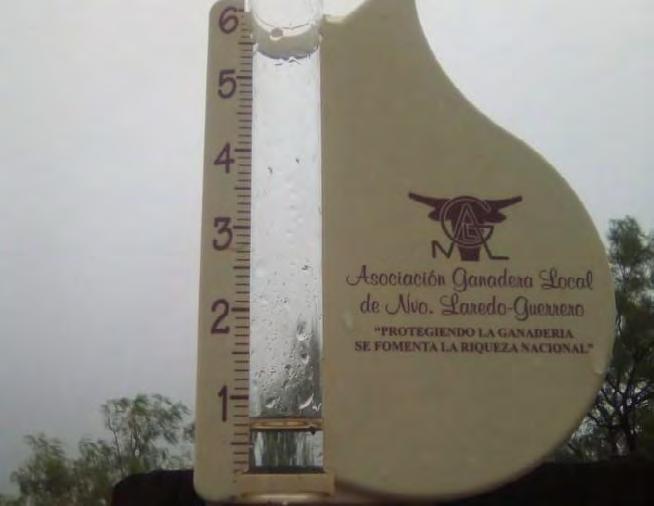 6
5
4
3
2
1
AGL
N L
Asociación Ganadera Local
de Nvo. Laredo-Guerrero
"PROTEGIENDO LA GANADERIA
SE FOMENTA LA RIQUEZA NACIONAL"